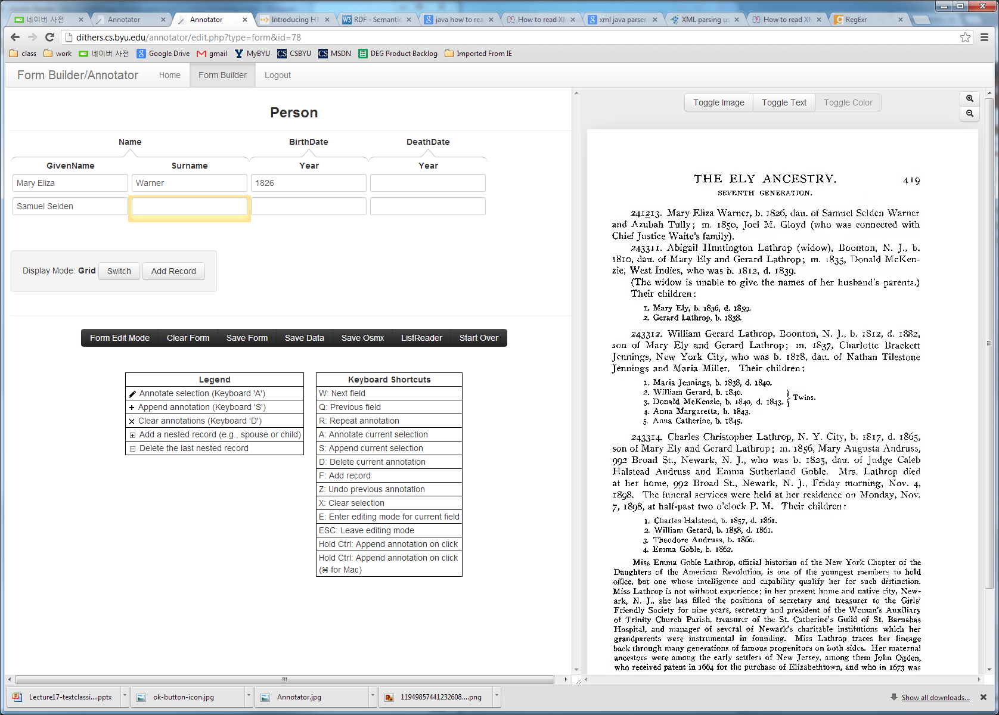 네이버 사전
Annotator
Annotator
Introducing HT
RDF - Semantic
java how to rea
How to read XM
xml java parser
XML parsing us
How to read XM
RegExr
dithers.cs.byu.edu/annotator/edit.php?type=form&id=78
class
work
네이버 사전
Google Drive
gmail
MyBYU
CSBYU
MSDN
DEG Product Backlog
Imported From IE
Form Builder/Annotator
Home
Form Builder
Logout
Person
Name
BirthDate
DeathDate
GivenName
Surname
Year
Year
Mary Eliza
Warner
1826
Samuel Selden
Display Mode: Grid
Switch
Add Record
Form Edit Mode
Clear Form
Save Form
Save Data
Save Osmx
ListReader
Start Over
Legend
Annotate selection (Keyboard 'A')
Append annotation (Keyboard 'S')
Clear annotations (Keyboard 'D')
Add a nested record (e.g., spouse or child)
Delete the last nested record
Keyboard Shortcuts
W: Next field
Q: Previous field
R: Repeat annotation
A: Annotate current selection
S: Append current selection
D: Delete current annotation
F: Add record
Z: Undo previous annotation
X: Clear selection
E: Enter editing mode for current field
ESC: Leave editing mode
Hold Ctrl: Append annotation on click
Hold Ctrl: Append annotation on click
(⌘ for Mac)
Toggle Image
Toggle Text
Toggle Color
THE ELY ANCESTRY. 419
SEVENTH GENERATION.
241213. Mary Eliza Warner, b. 1826, dau. of Samuel Selden Warner
and Azubah Tully; m. 1850, Joel M. Gloyd (who was connected with
Chief Justice Waite's family).
243311. Abigail Huntington Lathrop (widow), Boonton, N. J., b.
1810, dau. of Mary Ely and Gerard Lathrop; m. 1835, Donald McKen-
zie, West Indies, who was b. 1812, d. 1839.
(The widow is unable to give the names of her husband's parents.)
Their children:
1. Mary Ely, b. 1836, d. 1859.
2. Gerard Lathrop, b. 1838.
243312. William Gerard Lathrop, Boonton, N. J., b. 1812, d. 1882,
son of Mary Ely and Gerard Lathrop; m. 1837, Charlotte Brackett
Jennings, New York City, who was b. 1818, dau. of Nathan Tilestone
Jennings and Maria Miller. Their children:
1. Maria Jennings, b. 1838, d. 1840.
2. William Gerard, b. 1840.
3. Donald McKenzie, b. 1840, d. 1843. } Twins.
4. Anna Margaretta, b. 1843.
5. Anna Catherine, b. 1845.
243314. Charles Christopher Lathrop, N. Y. City, b. 1817, d. 1865,
son of Mary Ely and Gerard Lathrop; m. 1856, Mary Augusta Andruss,
992 Broad St., Newark, N. J., who was b. 1825, dau. of Judge Caleb
Halstead Andruss and Emma Sutherland Goble. Mrs. Lathrop died
at her home, 992 Broad St., Newark, N. J., Friday morning, Nov. 4,
1898. The funeral services were held at her residence on Monday, Nov.
7, 1898, at half-past two o'clock P. M. Their children:
1. Charles Halstead, b. 1857, d. 1861.
2. William Gerard, b. 1858, d. 1861.
3. Theodore Andruss, b. 1860.
4. Emma Goble, b. 1862.
Miss Emma Goble Lathrop, official historian of the New York Chapter of the
Daughters of the American Revolution, is one of the youngest members to hold
office, but one whose intelligence and capability qualify her for such distinction.
Miss Lathrop is not without experience; in her present home and native city, New-
ark, N. J., she has filled the positions of secretary and treasurer to the Girls'
Friendly Society for nine years, secretary and president of the Woman's Auxiliary
of Trinity Church Parish, treasurer of the St. Catherine's Guild of St. Barnabas
Hospital, and manager of several of Newark's charitable institutions which her
grandparents were instrumental in founding. Miss Lathrop traces her lineage
back through many generations of famous progenitors on both sides. Her maternal
ancestors were among the early settlers of New Jersey, among them John Ogden,
who received patent in 1664 for the purchase of Elizabethtown, and who in 1673 was
Lecture17-textclassi....pptx
ok-button-icon.jpg
Annotator.jpg
11949857441232608....png
Show all downloads...